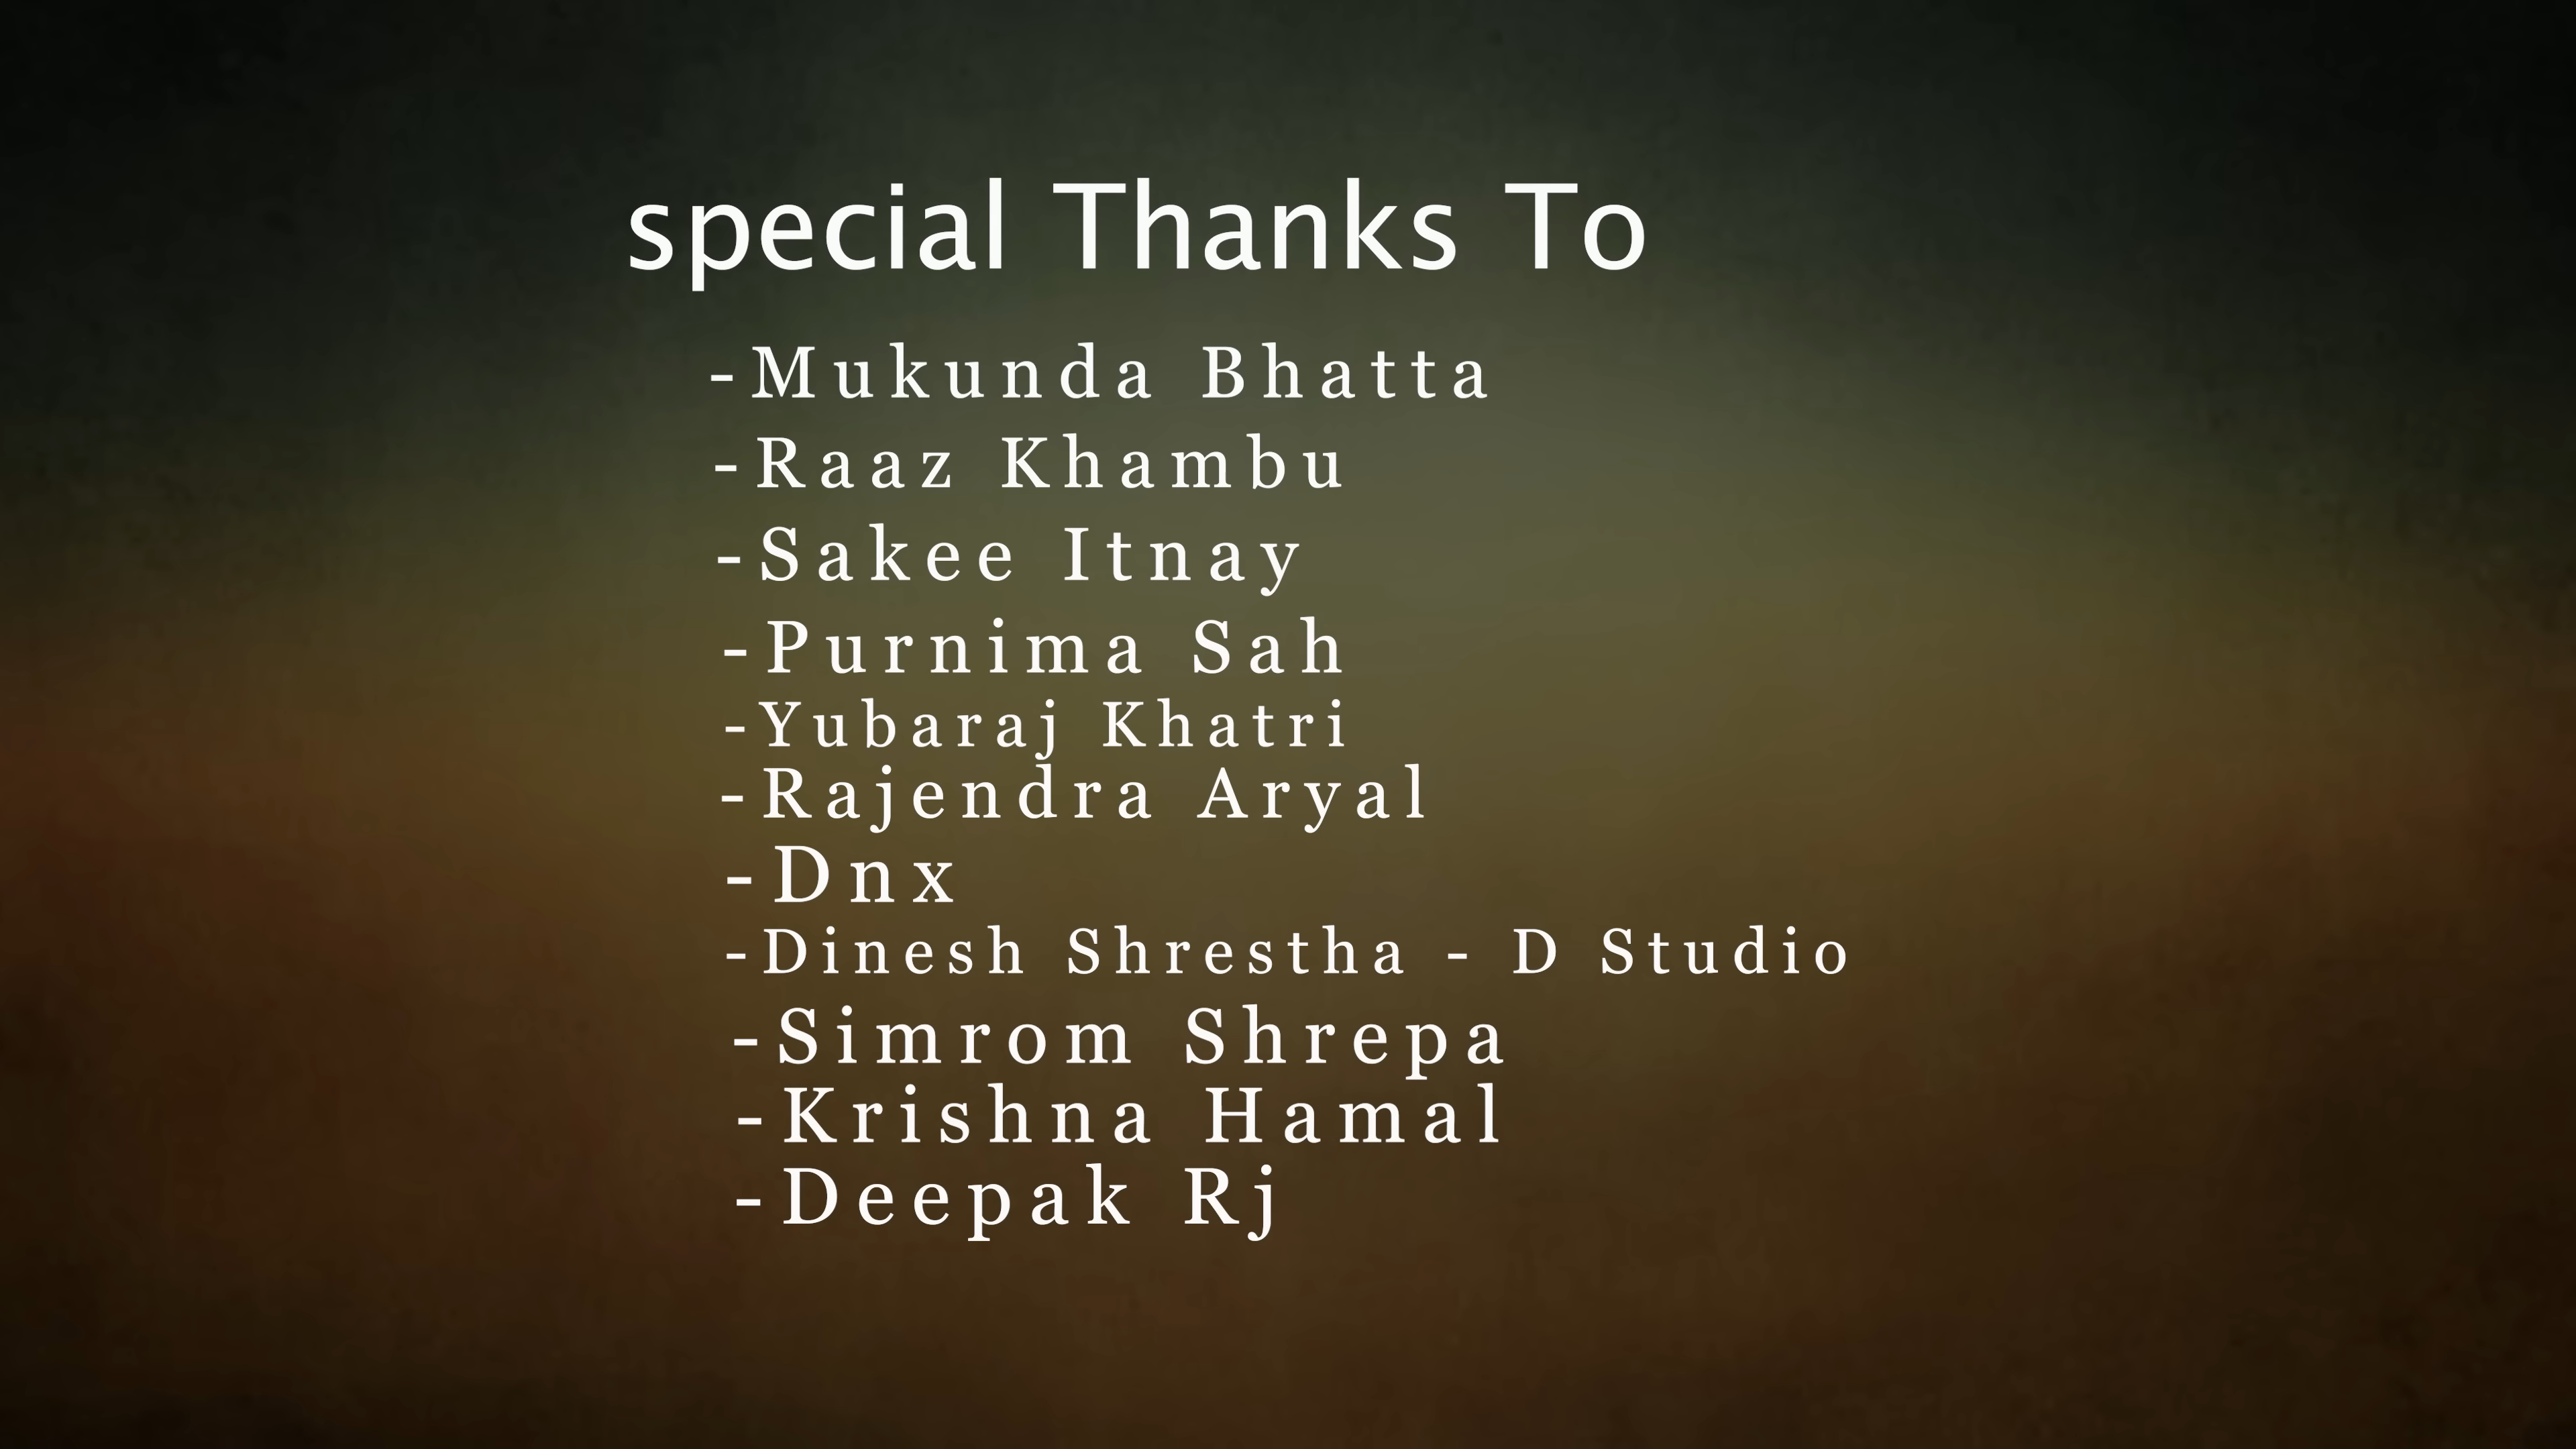 special Thanks To
-Mukunda Bhatta
-Raaz Khambu
-Sakee Itnay
-Purnima Sah
-Yubaraj Khatri
-Rajendra Aryal
-Dnx
-Dinesh Shrestha - D Studio
-Simrom Shrepa
-Krishna Hamal
-Deepak Rj